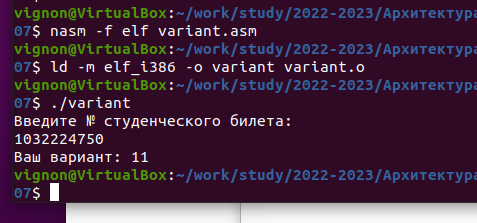 vignon@VirtualBox:~/work/study/2022-2023/Архитектура
07$ nasm -f elf variant.asm
vignon@VirtualBox:~/work/study/2022-2023/Архитектура
07$ ld -m elf_i386 -o variant variant.o
vignon@VirtualBox:~/work/study/2022-2023/Архитектура
07$ ./variant
Введите № студенческого билета:
1032224750
Ваш вариант: 11
vignon@VirtualBox:~/work/study/2022-2023/Архитектура
07$